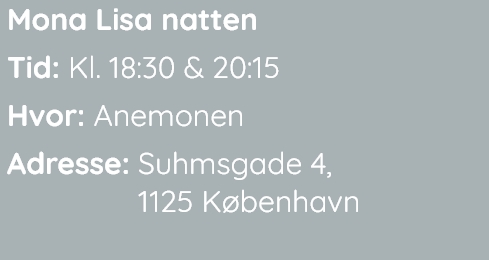 Mona Lisa natten
Tid: Kl. 18:30 & 20:15
Hvor: Anemonen
Adresse: Suhmsgade 4,
1125 København